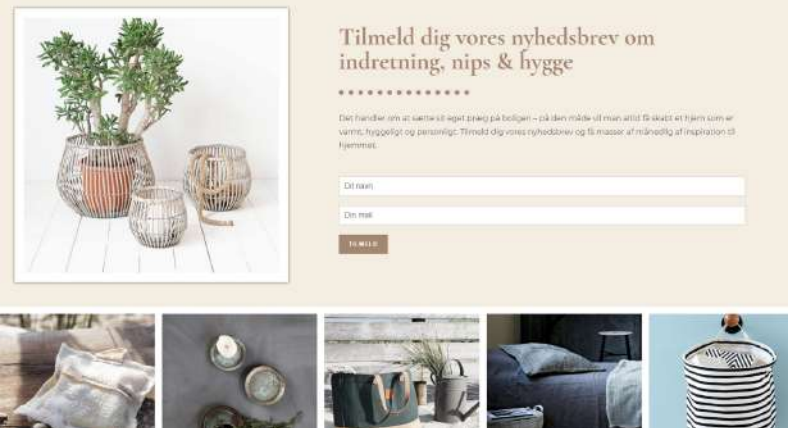 Tilmeld dig vores nyhedsbrev om
indretning, nips & hygge
Det handler om at sætte sit eget præg på boligen – på den måde vil man altid få skabt et hjem som er
varmt, hyggeligt og personligt. Tilmeld dig vores nyhedsbrev og få masser af månedlig af inspiration til
hjemmet.
Dit navn
Din mail
TILMELD